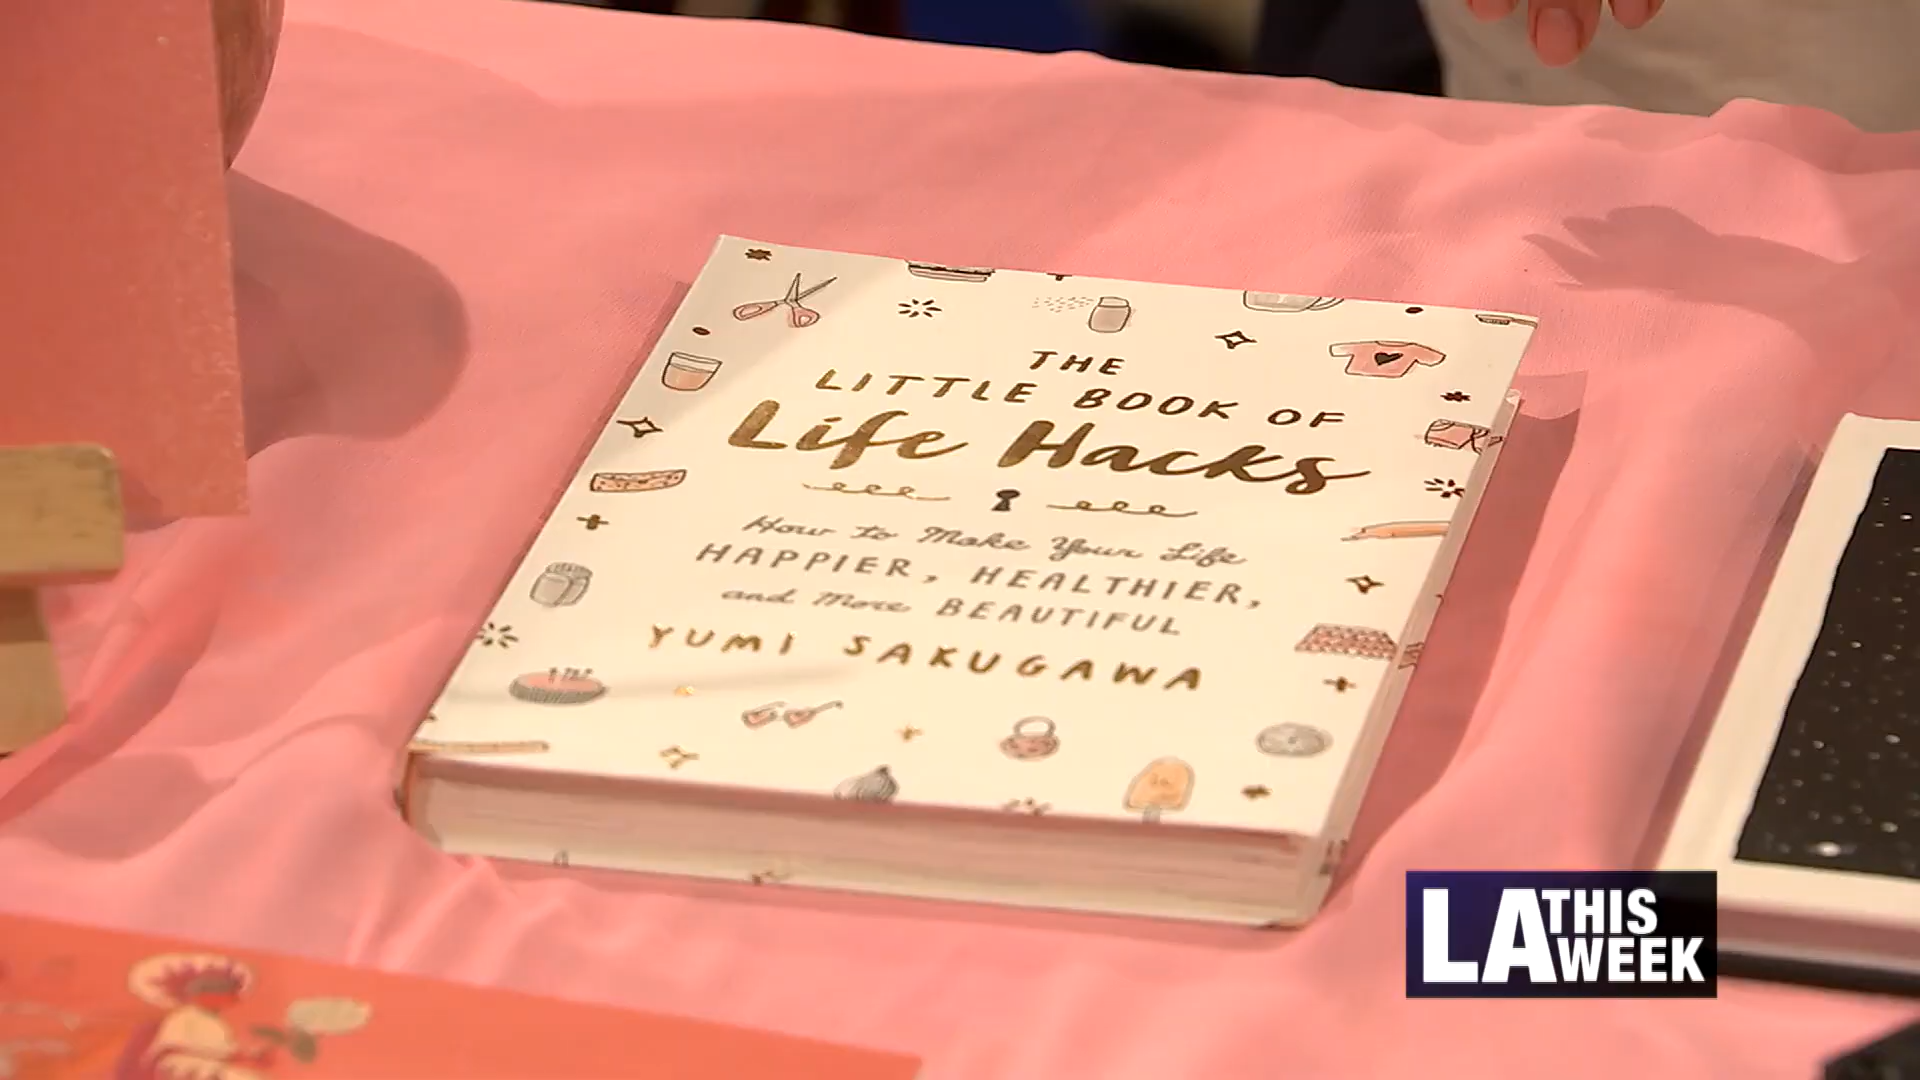 THE
LITTLE BOOK OF
Life Hacks
How to Make Your Life
HAPPIER, HEALTHIER,
and More BEAUTIFUL
YUMI SAKUGAWA
LA THIS WEEK